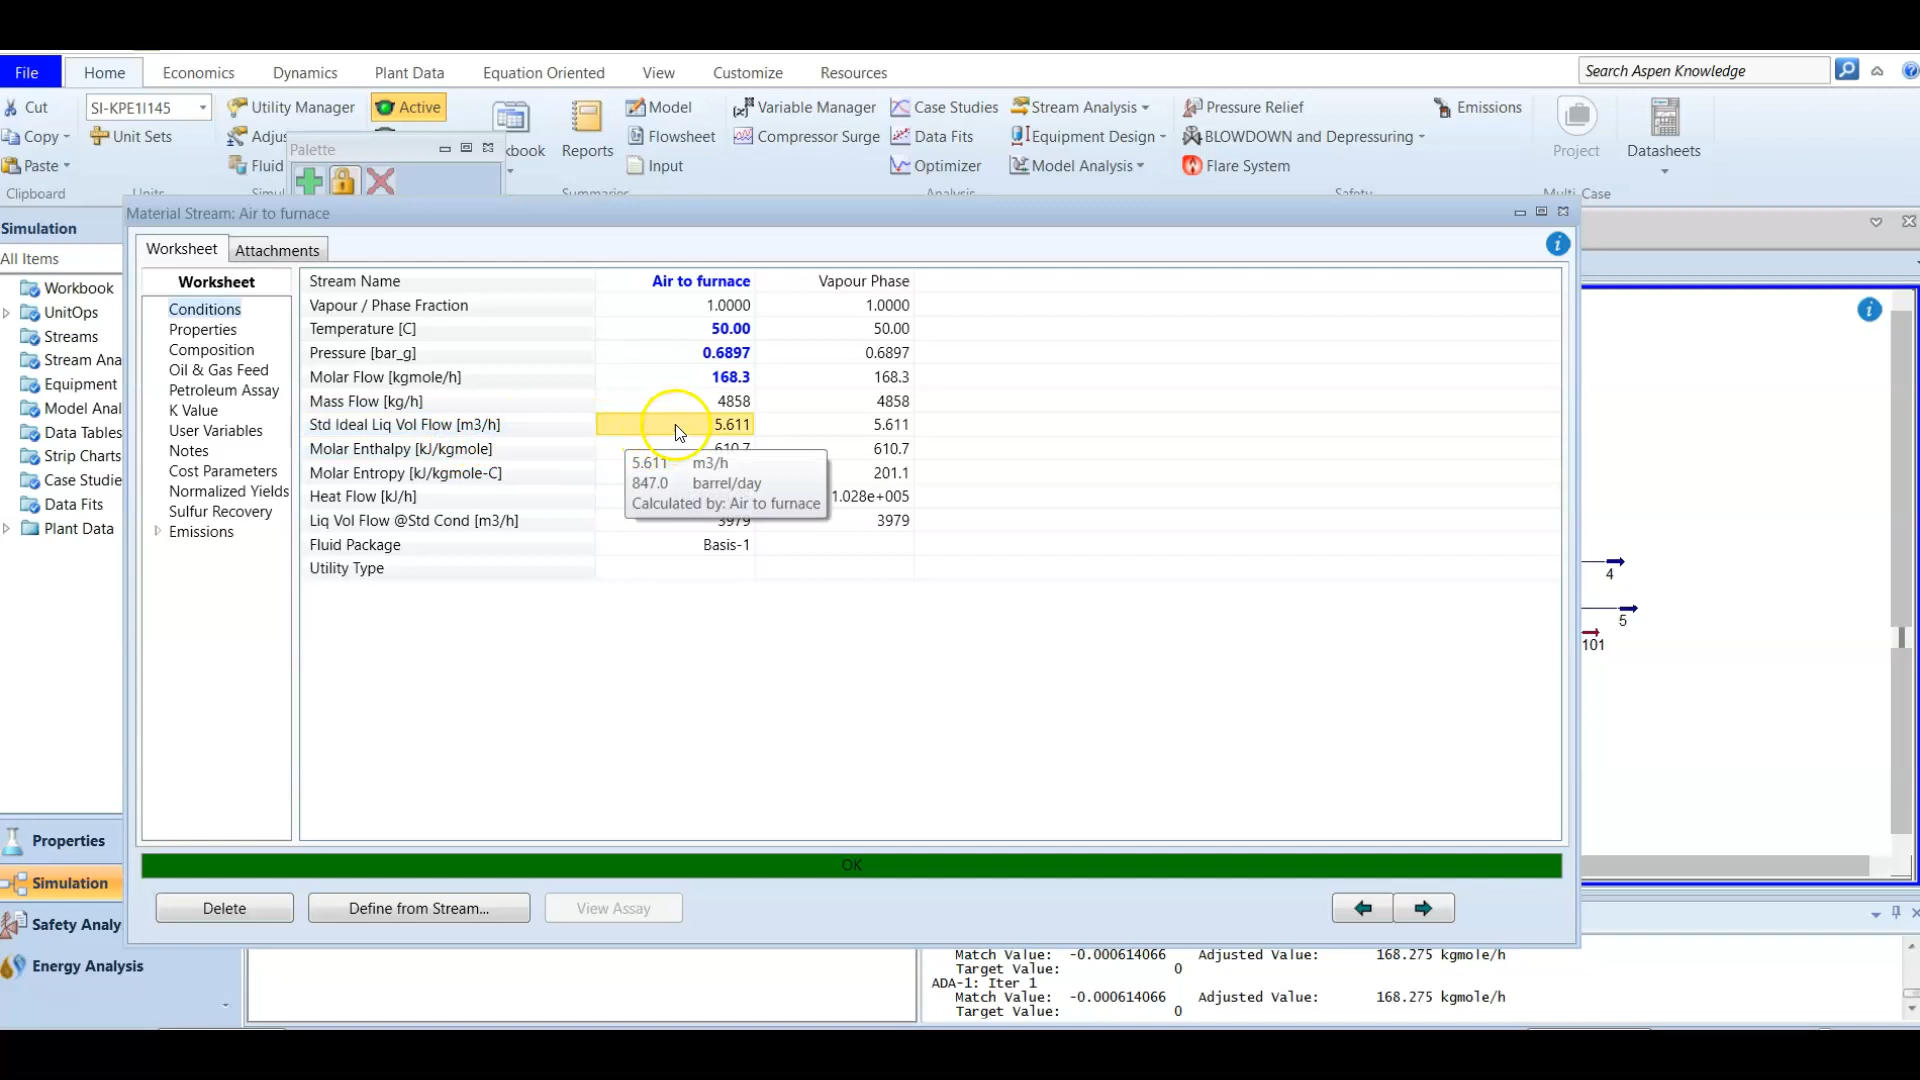 File Home Economics Dynamics Plant Data Equation Oriented View Customize Resources Search Aspen Knowledge
Cut SI-KPE1I145 Utility Manager Active Model Variable Manager Case Studies Stream Analysis Pressure Relief Emissions
Copy Unit Sets Adjus Palette kbook Reports Flowsheet Compressor Surge Data Fits Equipment Design BLOWDOWN and Depressuring Project Datasheets
Paste Fluid Input Optimizer Model Analysis Flare System
Clipboard Units Simul Summaries Analysis Safety Multi-Case
Material Stream: Air to furnace
Simulation
All Items
Workbook
UnitOps
Streams
Stream Ana
Equipment
Model Anal
Data Tables
Strip Charts
Case Studie
Data Fits
Plant Data
Properties
Simulation
Safety Analy
Energy Analysis
Worksheet Attachments
Worksheet
Conditions
Properties
Composition
Oil & Gas Feed
Petroleum Assay
K Value
User Variables
Notes
Cost Parameters
Normalized Yields
Sulfur Recovery
Emissions
Stream Name Air to furnace Vapour Phase
Vapour / Phase Fraction 1.0000 1.0000
Temperature [C] 50.00 50.00
Pressure [bar_g] 0.6897 0.6897
Molar Flow [kgmole/h] 168.3 168.3
Mass Flow [kg/h] 4858 4858
Std Ideal Liq Vol Flow [m3/h] 5.611 5.611
Molar Enthalpy [kJ/kgmole] 610.7 610.7
Molar Entropy [kJ/kgmole-C] 201.1
Heat Flow [kJ/h] 1.028e+005
Liq Vol Flow @Std Cond [m3/h] 3979 3979
Fluid Package Basis-1
Utility Type
5.611 m3/h
847.0 barrel/day
Calculated by: Air to furnace
4
5
101
OK
Delete Define from Stream... View Assay
Match Value: -0.000614066 Adjusted Value: 168.275 kgmole/h
Target Value: 0
ADA-1: Iter 1
Match Value: -0.000614066 Adjusted Value: 168.275 kgmole/h
Target Value: 0